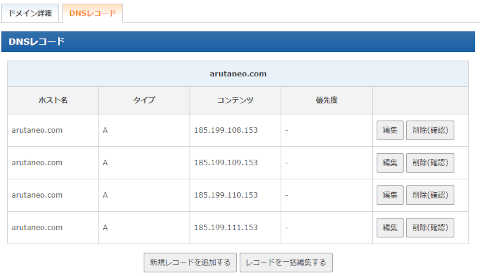 ドメイン詳細 DNSレコード
DNSレコード
arutaneo.com
ホスト名 タイプ コンテンツ 優先度
arutaneo.com A 185.199.108.153 - 編集 削除(確認)
arutaneo.com A 185.199.109.153 - 編集 削除(確認)
arutaneo.com A 185.199.110.153 - 編集 削除(確認)
arutaneo.com A 185.199.111.153 - 編集 削除(確認)
新規レコードを追加する レコードを一括編集する